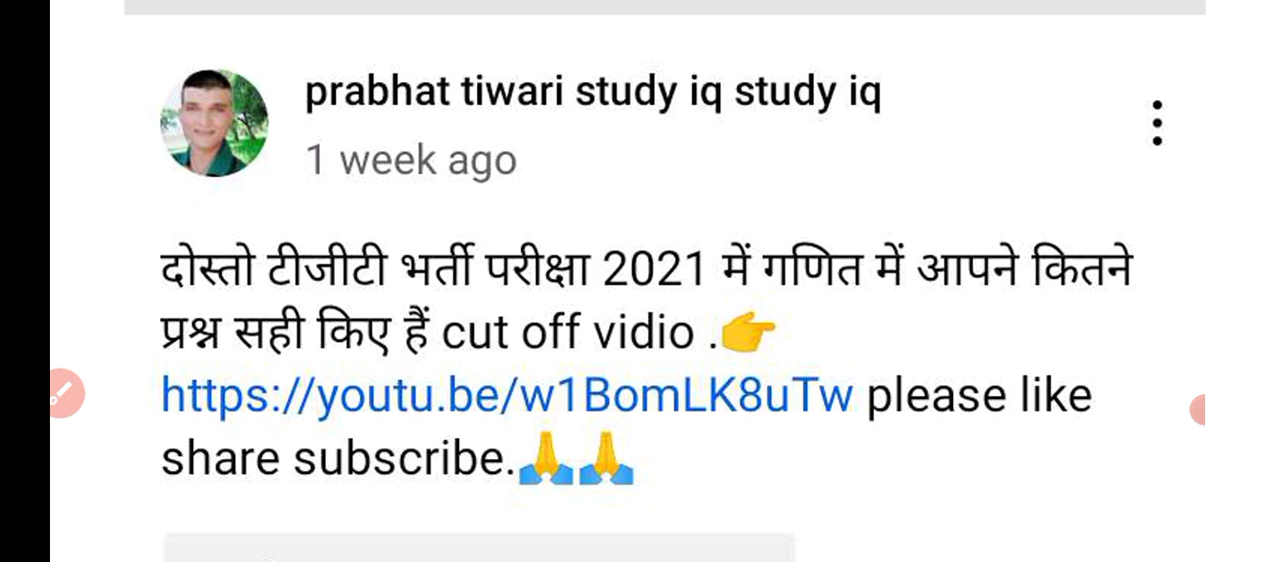 prabhat tiwari study iq study iq
1 week ago
दोस्तो टीजीटी भर्ती परीक्षा 2021 में गणित में आपने कितने
प्रश्न सही किए हैं cut off vidio .👉
https://youtu.be/w1BomLK8uTw please like
share subscribe.🙏🙏